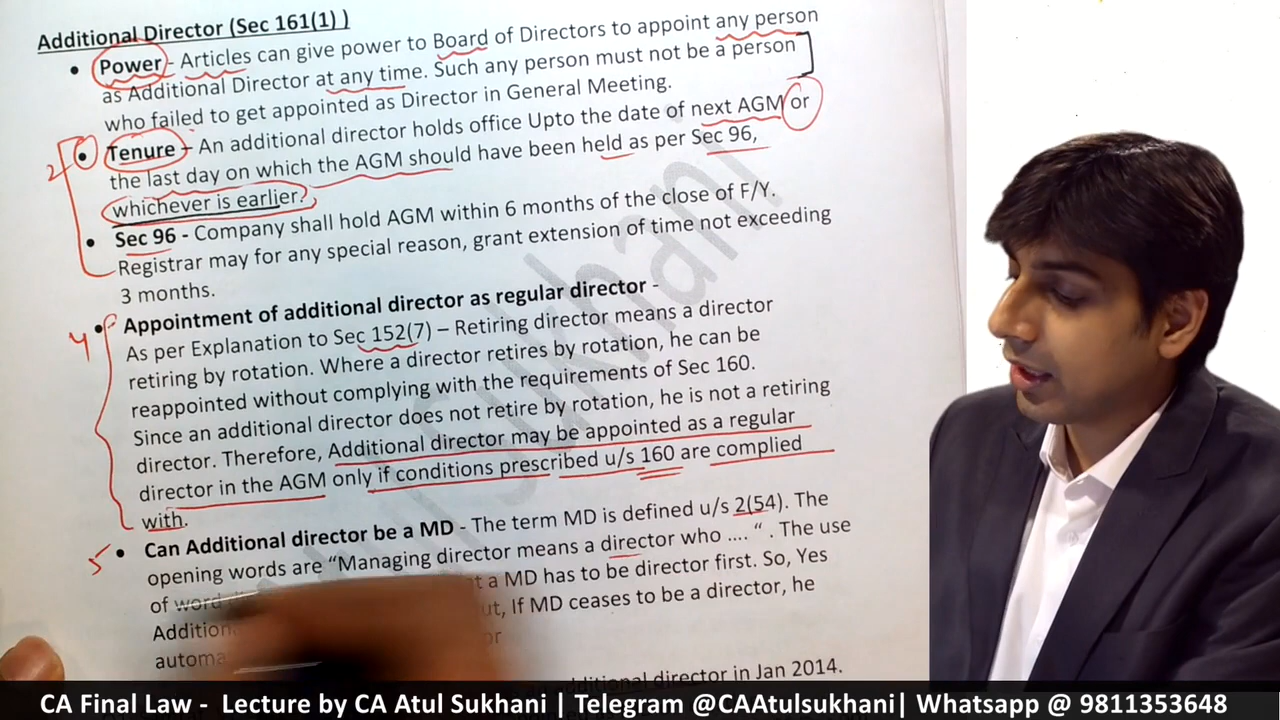 Additional Director (Sec 161(1) )
• Power - Articles can give power to Board of Directors to appoint any person
as Additional Director at any time. Such any person must not be a person
who failed to get appointed as Director in General Meeting.
• Tenure – An additional director holds office Upto the date of next AGM or
the last day on which the AGM should have been held as per Sec 96,
whichever is earlier?
• Sec 96 - Company shall hold AGM within 6 months of the close of F/Y.
Registrar may for any special reason, grant extension of time not exceeding
3 months.
4 • Appointment of additional director as regular director -
As per Explanation to Sec 152(7) – Retiring director means a director
retiring by rotation. Where a director retires by rotation, he can be
reappointed without complying with the requirements of Sec 160.
Since an additional director does not retire by rotation, he is not a retiring
director. Therefore, Additional director may be appointed as a regular
director in the AGM only if conditions prescribed u/s 160 are complied
with.
5 • Can Additional director be a MD - The term MD is defined u/s 2(54). The
opening words are “Managing director means a director who .... “ . The use
of word a MD has to be director first. So, Yes
If MD ceases to be a director, he
additional director in Jan 2014.
Sukhani
CA Final Law - Lecture by CA Atul Sukhani | Telegram @CAAtulsukhani| Whatsapp @ 9811353648